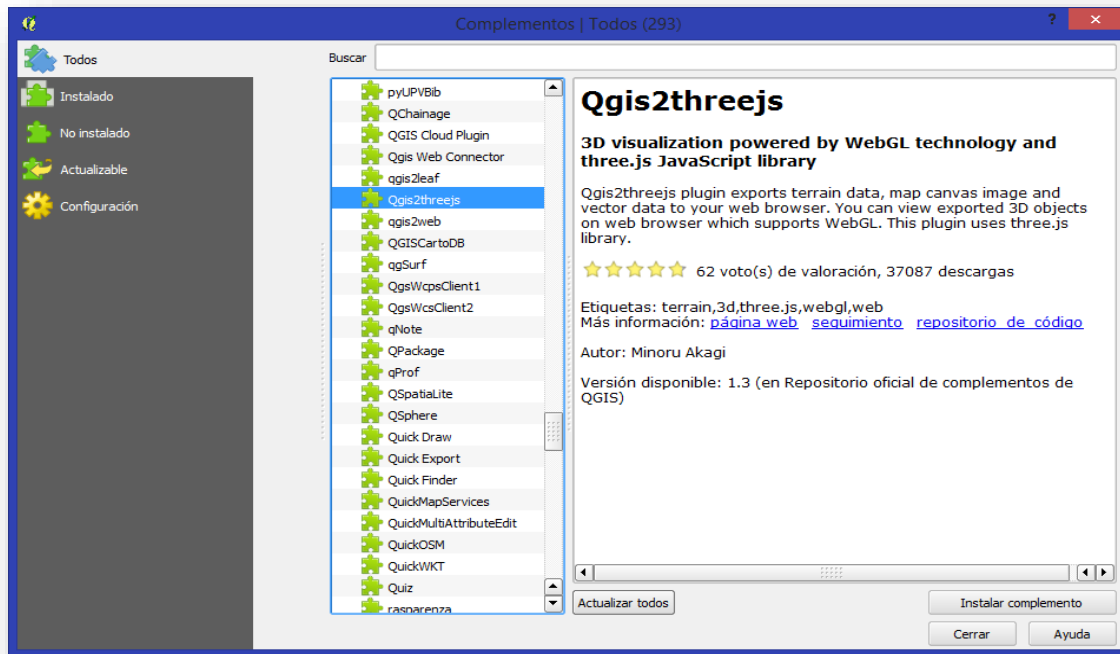 Complementos | Todos (293)
?
Todos
Instalado
No instalado
Actualizable
Configuración
Buscar
pyUPVBib
QChainage
QGIS Cloud Plugin
Qgis Web Connector
qgis2leaf
Qgis2threejs
qgis2web
QGISCartoDB
qgSurf
QgsWcpsClient1
QgsWcsClient2
qNote
QPackage
qProf
QSpatiaLite
QSphere
Quick Draw
Quick Export
Quick Finder
QuickMapServices
QuickMultiAttributeEdit
QuickOSM
QuickWKT
Quiz
rasparenza
Qgis2threejs
3D visualization powered by WebGL technology and
three.js JavaScript library
Qgis2threejs plugin exports terrain data, map canvas image and
vector data to your web browser. You can view exported 3D objects
on web browser which supports WebGL. This plugin uses three.js
library.
62 voto(s) de valoración, 37087 descargas
Etiquetas: terrain,3d,three.js,webgl,web
Más información: página web seguimiento repositorio de código
Autor: Minoru Akagi
Versión disponible: 1.3 (en Repositorio oficial de complementos de
QGIS)
Actualizar todos
Instalar complemento
Cerrar
Ayuda